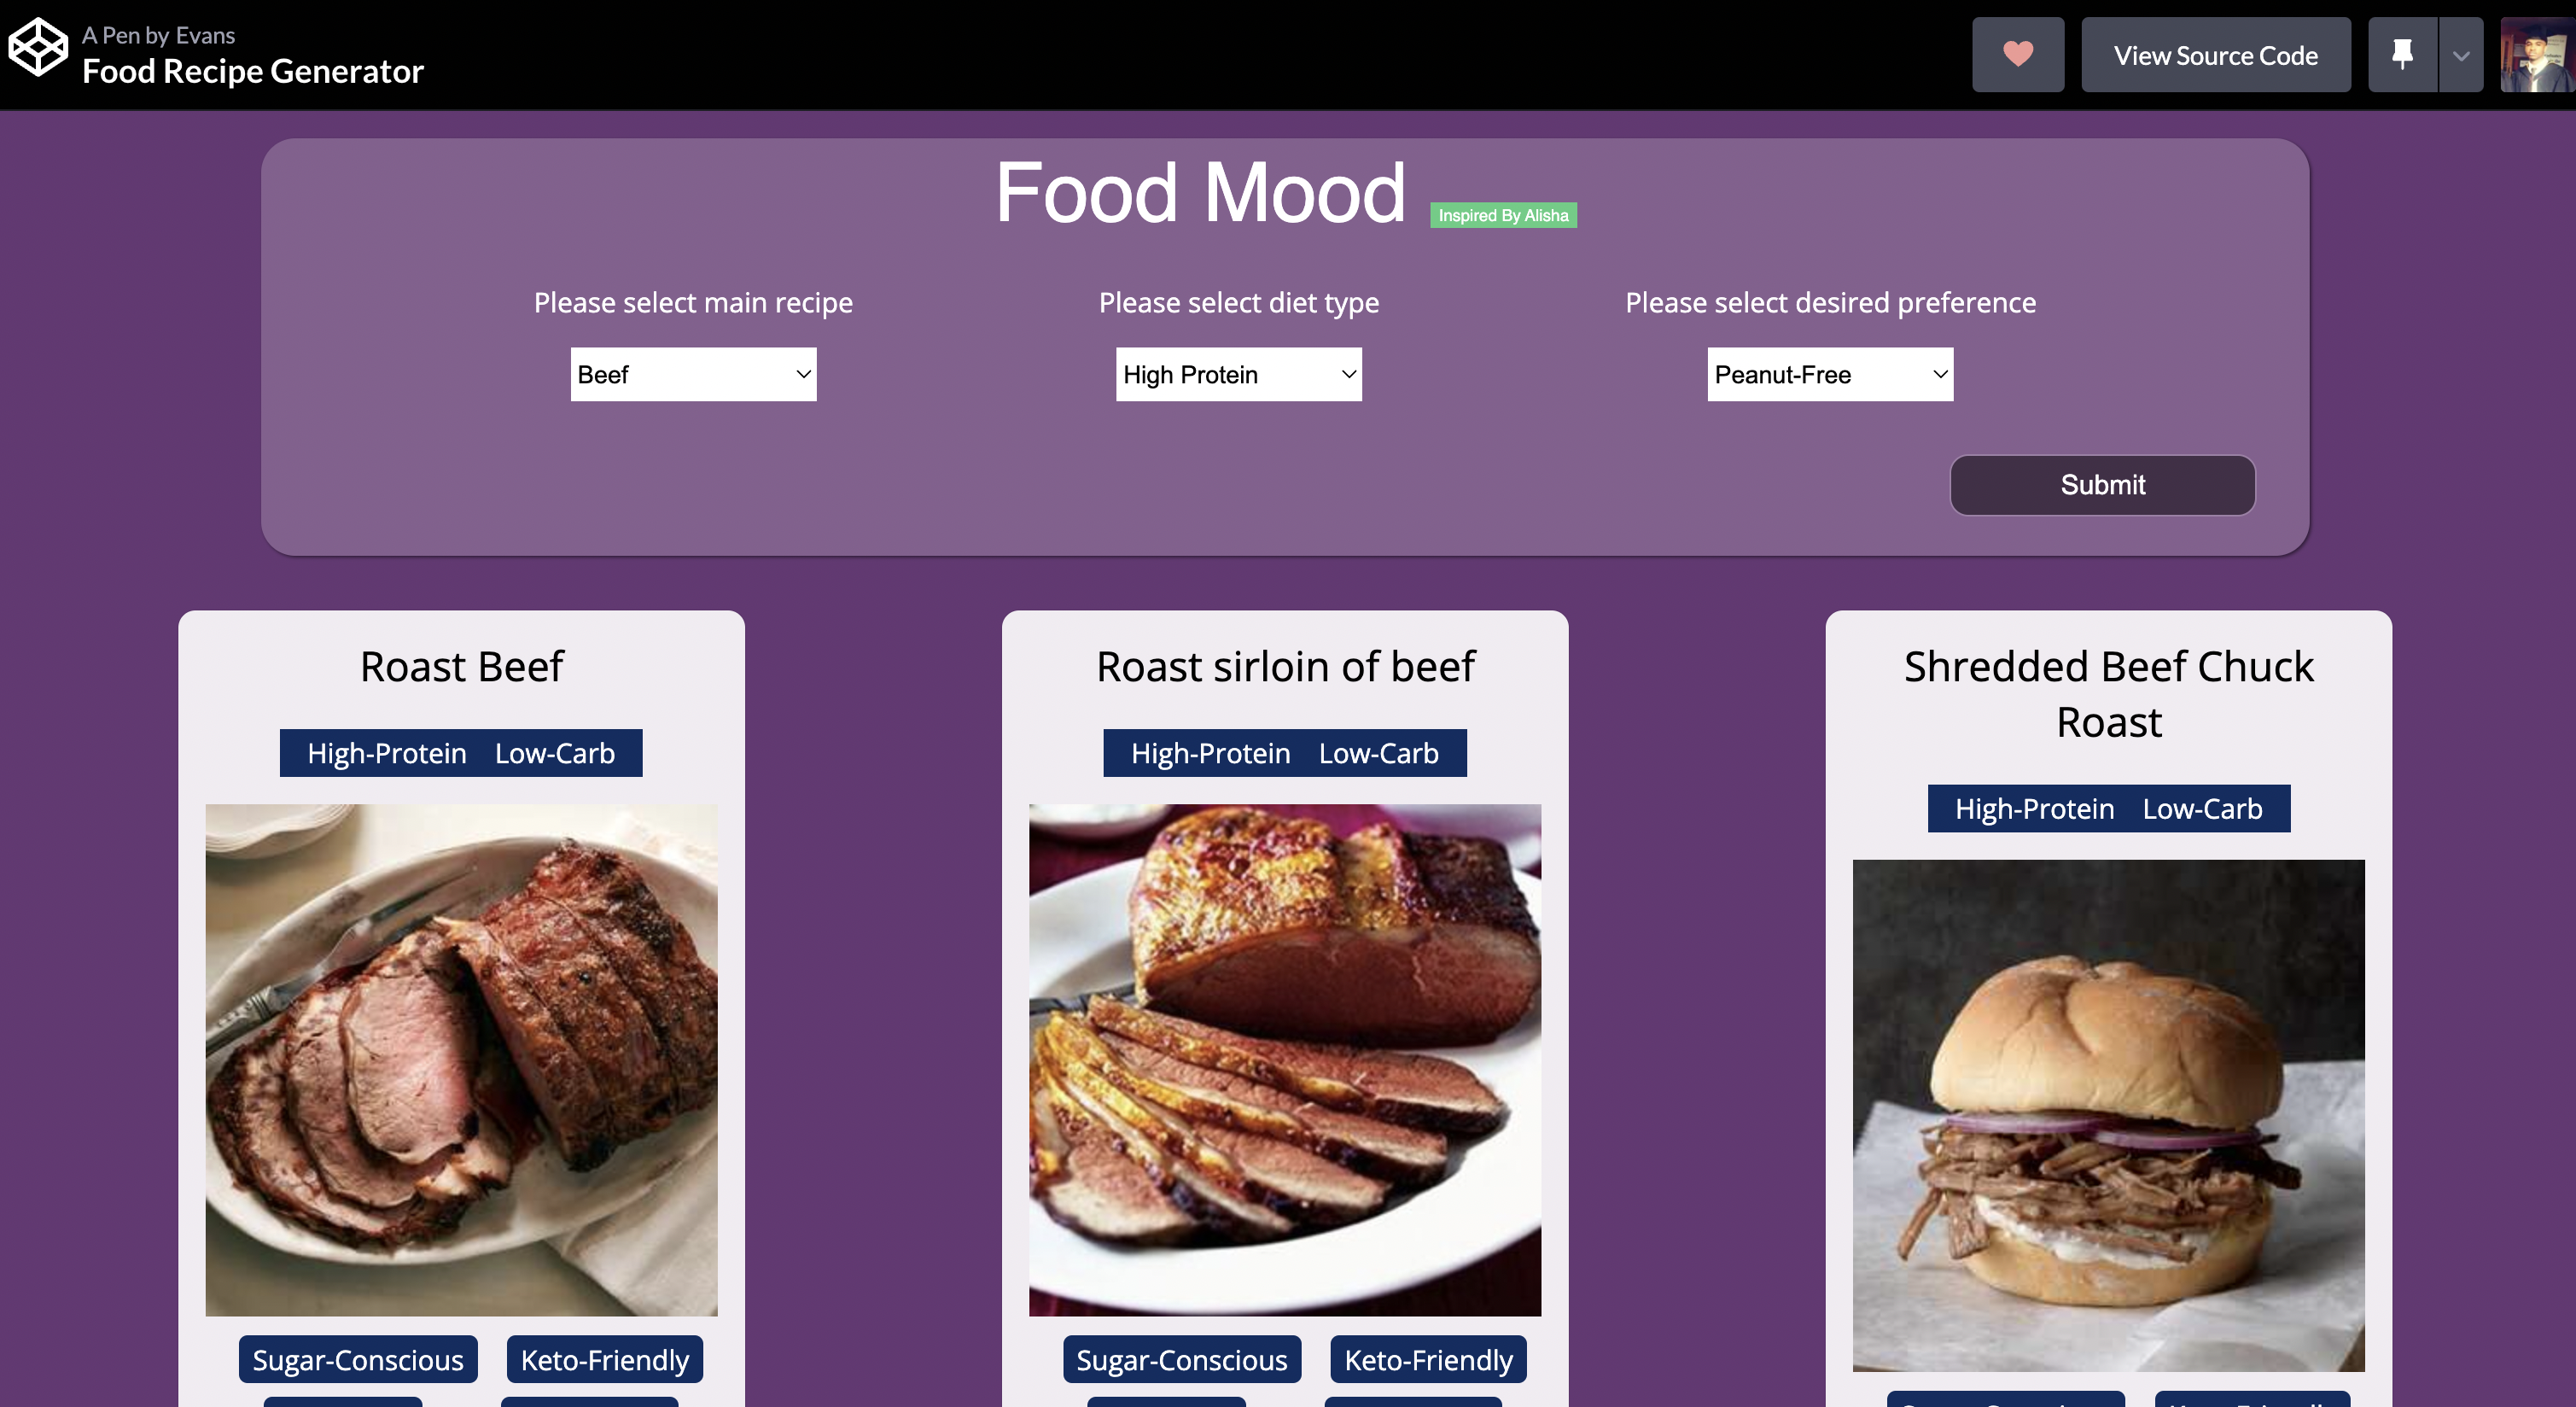 A Pen by Evans
Food Recipe Generator
View Source Code
Food Mood Inspired By Alisha
Please select main recipe
Please select diet type
Please select desired preference
Beef
High Protein
Peanut-Free
Submit
Roast Beef
High-Protein Low-Carb
Sugar-Conscious Keto-Friendly
Roast sirloin of beef
High-Protein Low-Carb
Sugar-Conscious Keto-Friendly
Shredded Beef Chuck
Roast
High-Protein Low-Carb